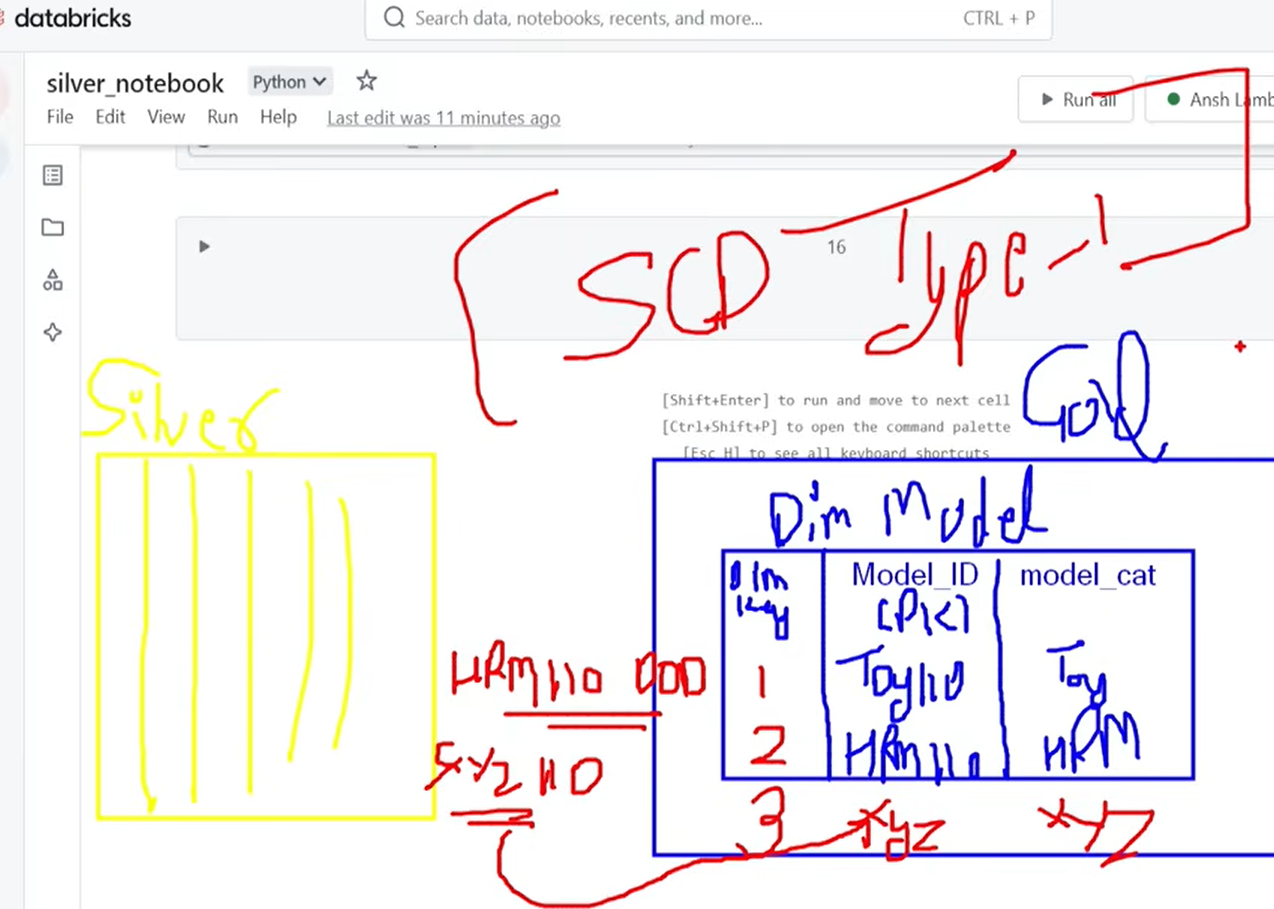 databricks
Search data, notebooks, recents, and more... CTRL + P
silver_notebook Python
Run all Ansh Lamb
File Edit View Run Help Last edit was 11 minutes ago
SCD Type-1
16
Silver
Gold
[Shift+Enter] to run and move to next cell
[Ctrl+Shift+P] to open the command palette
[Esc H] to see all keyboard shortcuts
Dim Model
Dim Key Model_ID [PK] model_cat
HRM110 DOD 1 Toy110 Toy
2 HRM110 HRM
XYZ110
3 xyz XYZ